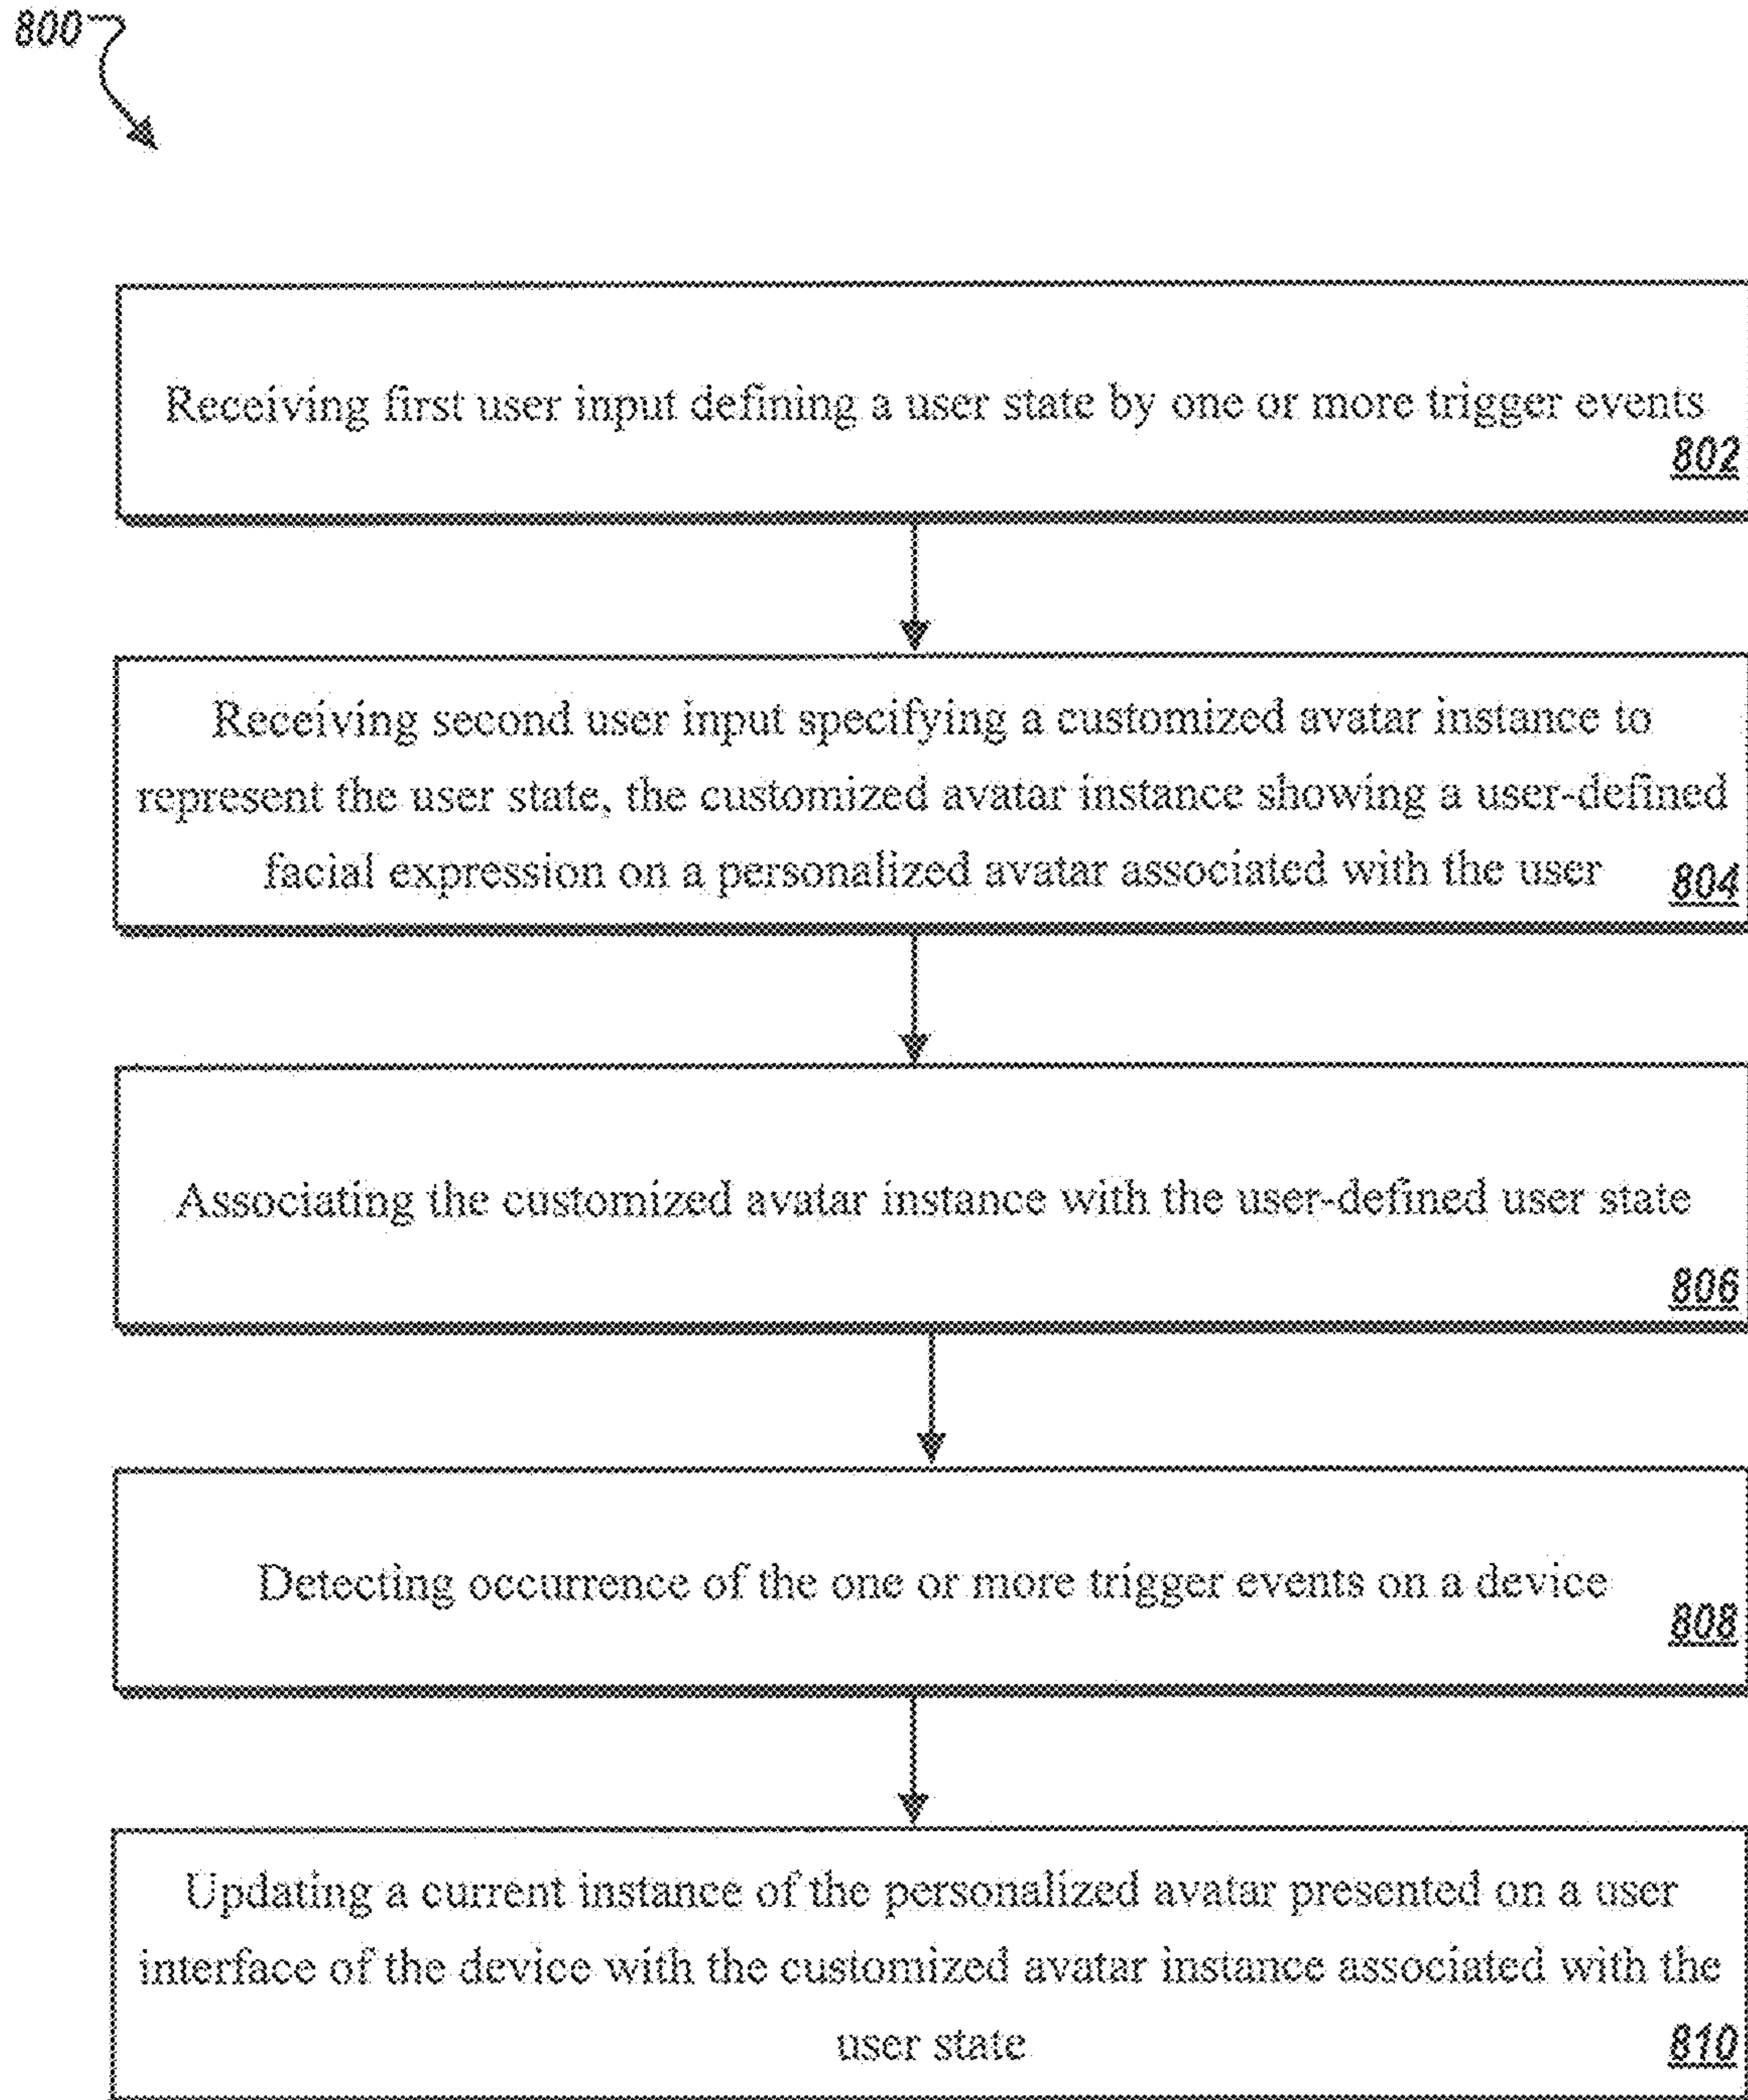 800
Receiving first user input defining a user state by one or more trigger events
802
Receiving second user input specifying a customized avatar instance to
represent the user state, the customized avatar instance showing a user-defined
facial expression on a personalized avatar associated with the user
804
Associating the customized avatar instance with the user-defined user state
806
Detecting occurrence of the one or more trigger events on a device
808
Updating a current instance of the personalized avatar presented on a user
interface of the device with the customized avatar instance associated with the
user state
810